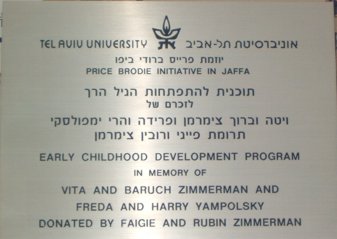 TEL AVIV UNIVERSITY אוניברסיטת תל-אביב
יוזמת פרייס ברודי ביפו
PRICE BRODIE INITIATIVE IN JAFFA
תוכנית להתפתחות הגיל הרך
לזכרם של
ויטה וברוך צימרמן ופרידה והרי ימפולסקי
תרומת פייגי ורובין צימרמן
EARLY CHILDHOOD DEVELOPMENT PROGRAM
IN MEMORY OF
VITA AND BARUCH ZIMMERMAN AND
FREDA AND HARRY YAMPOLSKY
DONATED BY FAIGIE AND RUBIN ZIMMERMAN